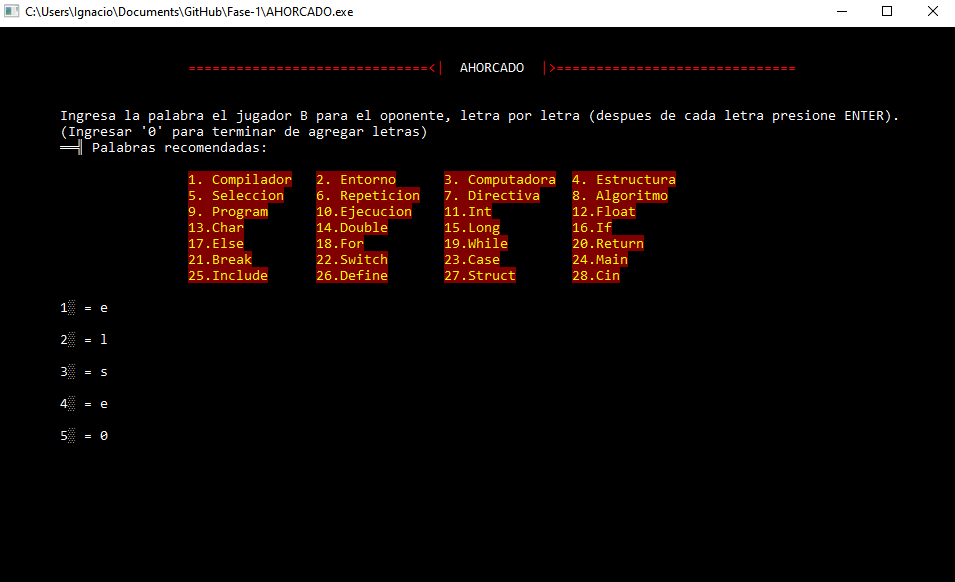 C:\Users\Ignacio\Documents\GitHub\Fase-1\AHORCADO.exe
==============================<| AHORCADO |>==============================
Ingresa la palabra el jugador B para el oponente, letra por letra (despues de cada letra presione ENTER).
(Ingresar '0' para terminar de agregar letras)
══╣ Palabras recomendadas:
1. Compilador 2. Entorno 3. Computadora 4. Estructura
5. Seleccion 6. Repeticion 7. Directiva 8. Algoritmo
9. Program 10.Ejecucion 11.Int 12.Float
13.Char 14.Double 15.Long 16.If
17.Else 18.For 19.While 20.Return
21.Break 22.Switch 23.Case 24.Main
25.Include 26.Define 27.Struct 28.Cin
1▒ = e
2▒ = l
3▒ = s
4▒ = e
5▒ = 0